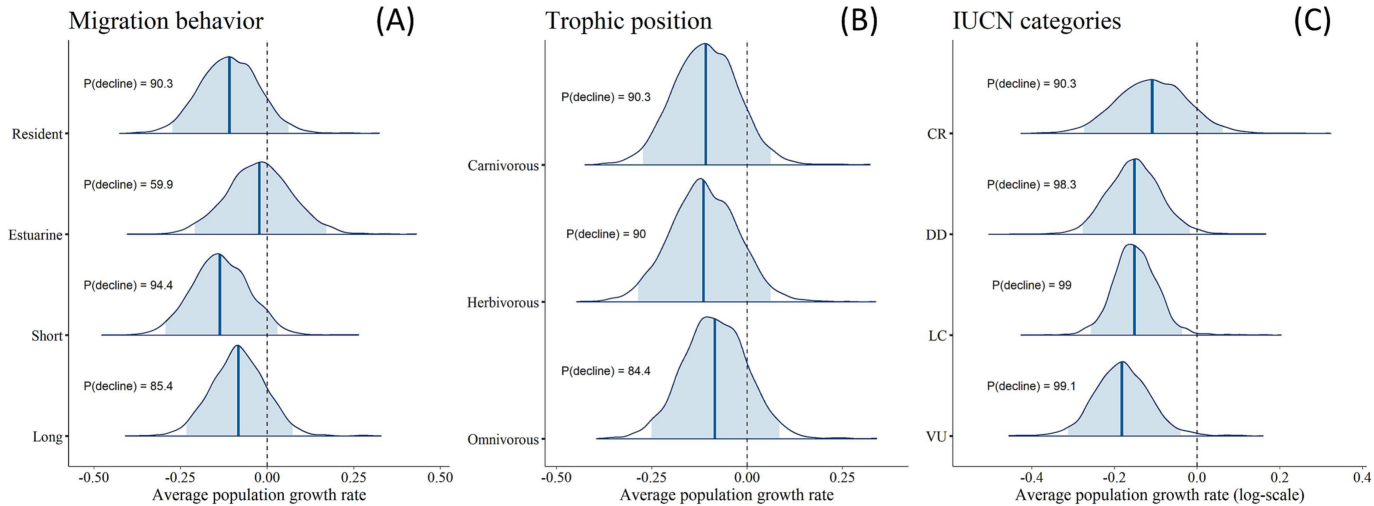 Migration behavior (A)
P(decline) = 90.3
Resident
P(decline) = 59.9
Estuarine
P(decline) = 94.4
Short
P(decline) = 85.4
Long
-0.50 -0.25 0.00 0.25 0.50
Average population growth rate
Trophic position (B)
P(decline) = 90.3
Carnivorous
P(decline) = 90
Herbivorous
P(decline) = 84.4
Omnivorous
-0.50 -0.25 0.00 0.25
Average population growth rate
IUCN categories (C)
P(decline) = 90.3
CR
P(decline) = 98.3
DD
P(decline) = 99
LC
P(decline) = 99.1
VU
-0.4 -0.2 0.0 0.2 0.4
Average population growth rate (log-scale)